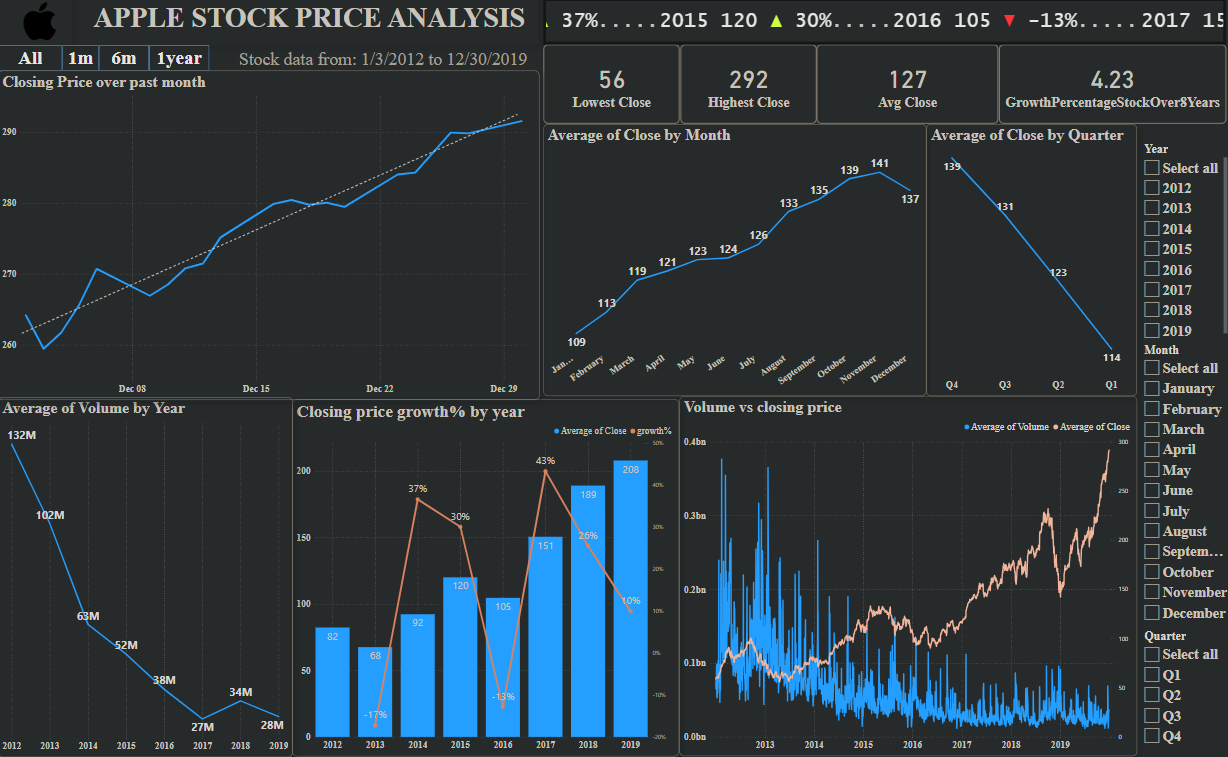 APPLE STOCK PRICE ANALYSIS
37%.....2015 120 ▲ 30%.....2016 105 ▼ -13%.....2017 15
All 1m 6m 1year
Stock data from: 1/3/2012 to 12/30/2019
56
Lowest Close
292
Highest Close
127
Avg Close
4.23
GrowthPercentageStockOver8Years
Closing Price over past month
290
280
270
260
Dec 08 Dec 15 Dec 22 Dec 29
Average of Close by Month
109 113 119 121 123 124 126 133 135 139 141 137
Jan... February March April May June July August September October November December
Average of Close by Quarter
139 131 123 114
Q4 Q3 Q2 Q1
Year
Select all
2012
2013
2014
2015
2016
2017
2018
2019
Month
Select all
January
February
March
April
May
June
July
August
Septem...
October
November
December
Quarter
Select all
Q1
Q2
Q3
Q4
Average of Volume by Year
132M 102M 63M 52M 38M 27M 34M 28M
2012 2013 2014 2015 2016 2017 2018 2019
Closing price growth% by year
Average of Close growth%
200
150
100
50
0
50%
40%
30%
20%
10%
0%
-10%
-20%
82 68 92 120 105 151 189 208
-17% 37% 30% -13% 43% 26% 10%
2012 2013 2014 2015 2016 2017 2018 2019
Volume vs closing price
Average of Volume Average of Close
0.4bn
0.3bn
0.2bn
0.1bn
0.0bn
300
250
200
150
100
50
0
2013 2014 2015 2016 2017 2018 2019